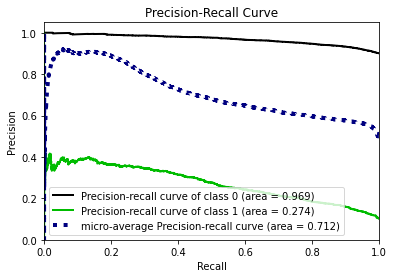 Precision-Recall Curve
Precision
1.0
0.8
0.6
0.4
0.2
0.0
Precision-recall curve of class 0 (area = 0.969)
Precision-recall curve of class 1 (area = 0.274)
micro-average Precision-recall curve (area = 0.712)
0.0 0.2 0.4 0.6 0.8 1.0
Recall